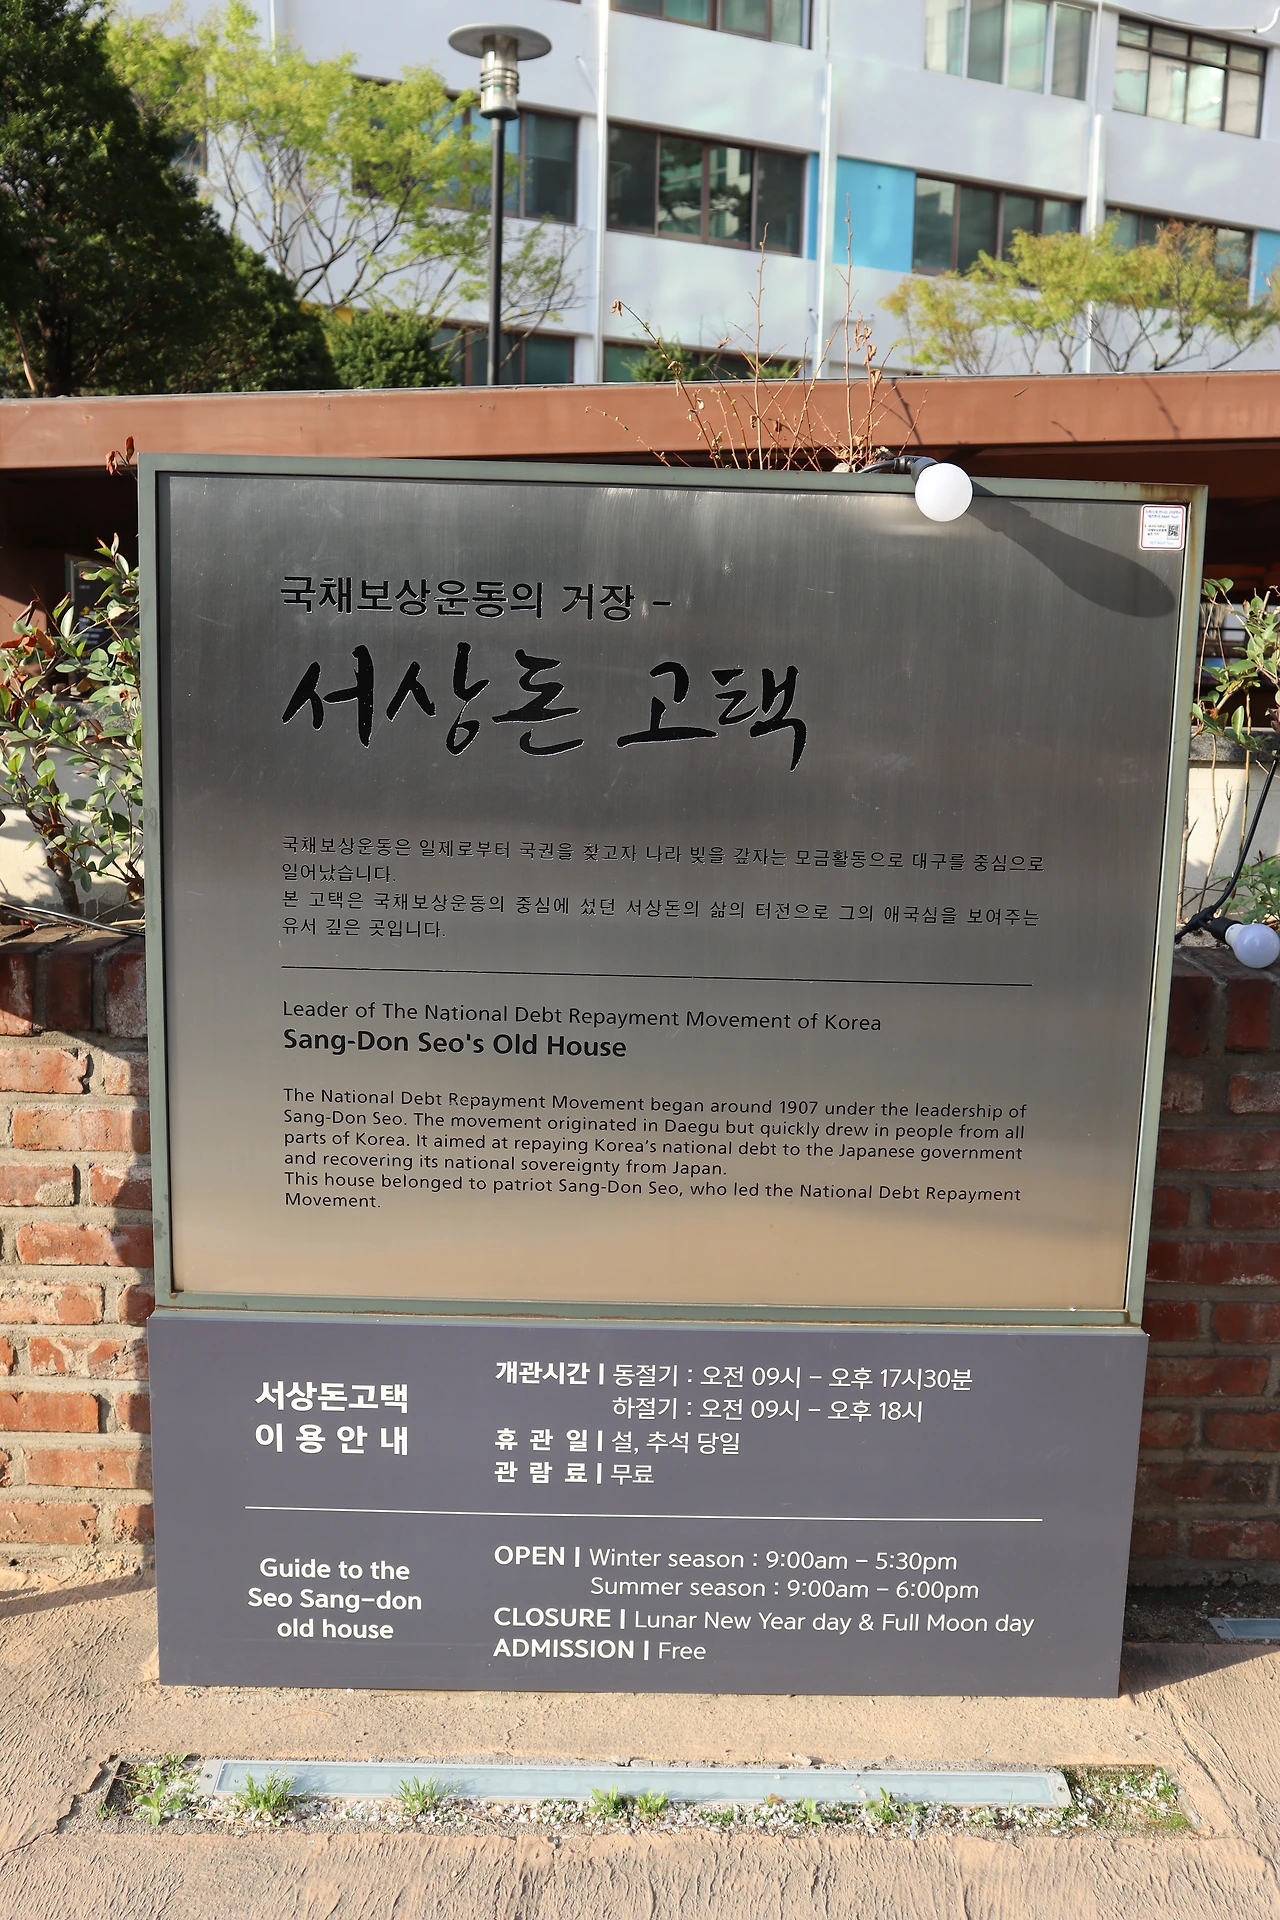 국채보상운동의 거장 –
서상돈 고택
국채보상운동은 일제로부터 국권을 찾고자 나라 빚을 갚자는 모금활동으로 대구를 중심으로
일어났습니다.
본 고택은 국채보상운동의 중심에 섰던 서상돈의 삶의 터전으로 그의 애국심을 보여주는
유서 깊은 곳입니다.
Leader of The National Debt Repayment Movement of Korea
Sang-Don Seo's Old House
The National Debt Repayment Movement began around 1907 under the leadership of
Sang-Don Seo. The movement originated in Daegu but quickly drew in people from all
parts of Korea. It aimed at repaying Korea's national debt to the Japanese government
and recovering its national sovereignty from Japan.
This house belonged to patriot Sang-Don Seo, who led the National Debt Repayment
Movement.
서상돈고택
이 용 안 내
개관시간 | 동절기 : 오전 09시 – 오후 17시30분
하절기 : 오전 09시 – 오후 18시
휴 관 일 | 설, 추석 당일
관 람 료 | 무료
Guide to the
Seo Sang-don
old house
OPEN | Winter season : 9:00am – 5:30pm
Summer season : 9:00am – 6:00pm
CLOSURE | Lunar New Year day & Full Moon day
ADMISSION | Free